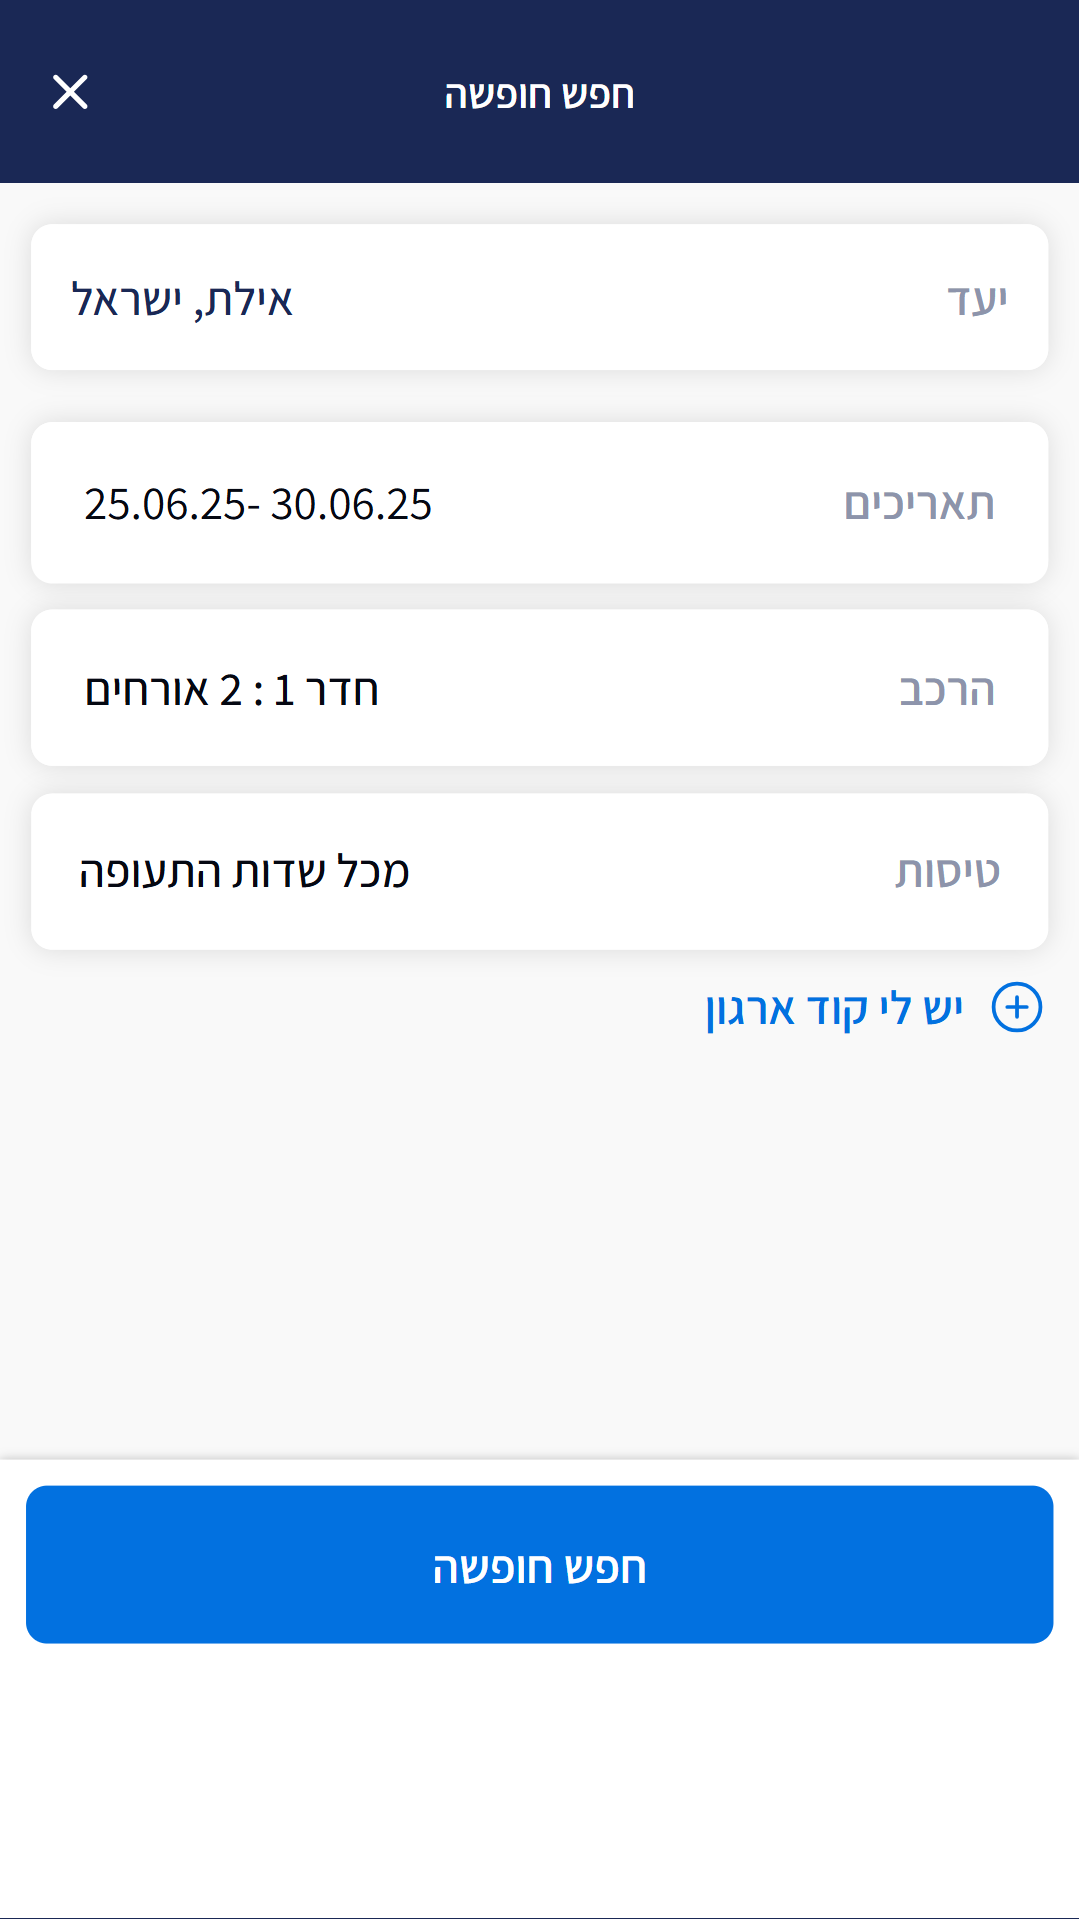 חפש חופשה
יעד אילת, ישראל
תאריכים 25.06.25- 30.06.25
הרכב חדר 1 : 2 אורחים
טיסות מכל שדות התעופה
יש לי קוד ארגון
חפש חופשה